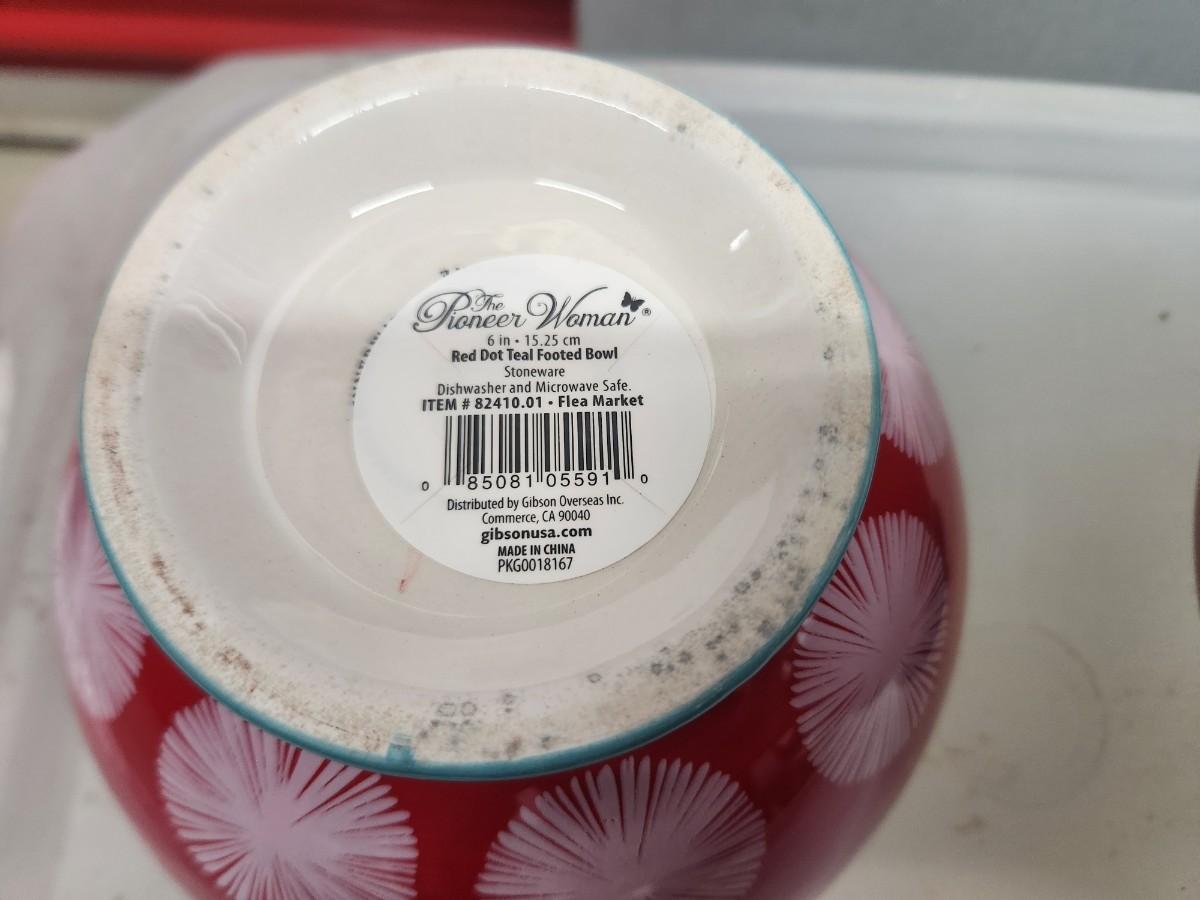 The
Pioneer Woman®
6 in • 15.25 cm
Red Dot Teal Footed Bowl
Stoneware
Dishwasher and Microwave Safe.
ITEM # 82410.01 • Flea Market
0 85081 05591 0
Distributed by Gibson Overseas Inc.
Commerce, CA 90040
gibsonusa.com
MADE IN CHINA
PKG0018167